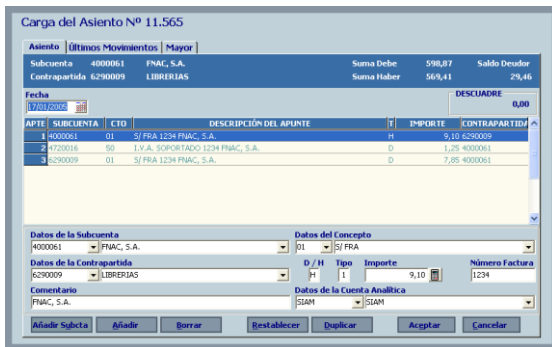 Carga del Asiento Nº 11.565
Asiento Últimos Movimientos Mayor
Subcuenta 4000061 FNAC, S.A. Suma Debe 598,87 Saldo Deudor
Contrapartida 6290009 LIBRERIAS Suma Haber 569,41 29,46
Fecha DESCUADRE
17/01/2005 0,00
APTE SUBCUENTA CTO DESCRIPCIÓN DEL APUNTE T IMPORTE CONTRAPARTIDA
1 4000061 01 S/ FRA 1234 FNAC, S.A. H 9,10 6290009
2 4720016 50 I.V.A. SOPORTADO 1234 FNAC, S.A. D 1,25 4000061
3 6290009 01 S/ FRA 1234 FNAC, S.A. D 7,85 4000061
Datos de la Subcuenta Datos del Concepto
4000061 FNAC, S.A. 01 S/ FRA
Datos de la Contrapartida D / H Tipo Importe Número Factura
6290009 LIBRERIAS H 1 9,10 1234
Comentario Datos de la Cuenta Analítica
FNAC, S.A. SIAM SIAM
Añadir Sybcta Añadir Borrar Restablecer Duplicar Aceptar Cancelar